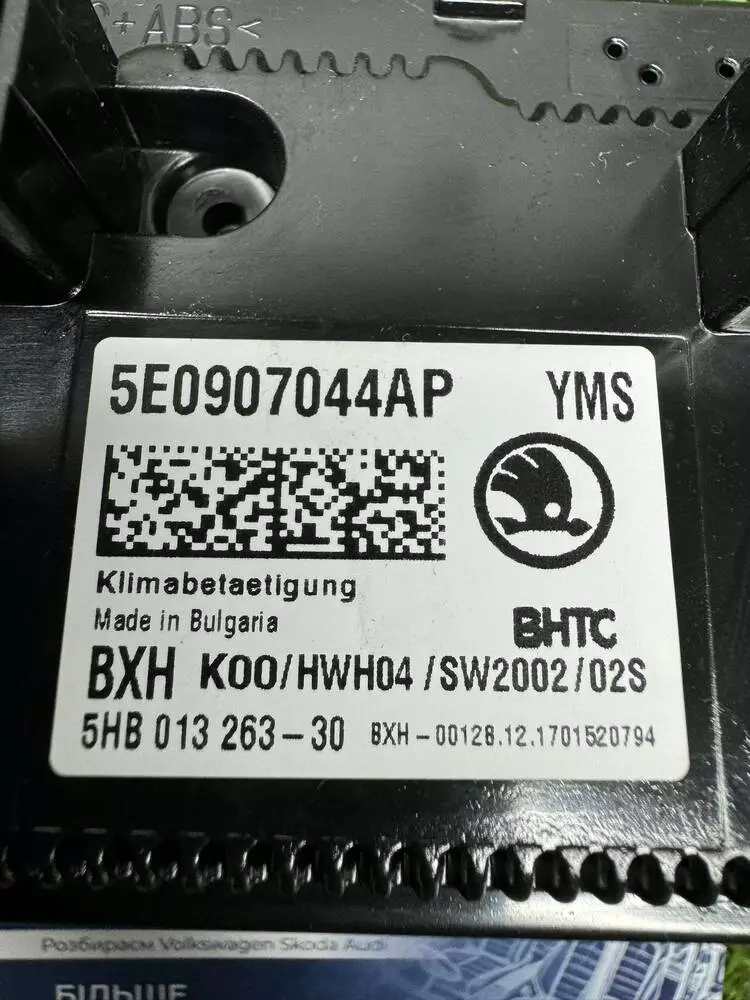 C+ABS<
5E0907044AP YMS
Klimabetaetigung
Made in Bulgaria
BHTC
BXH K00/HWH04/SW2002/02S
5HB 013 263-30 BXH-00128.12.1701520794
Розбираєм Volkswagen Skoda Audi
БІЛЬШЕ